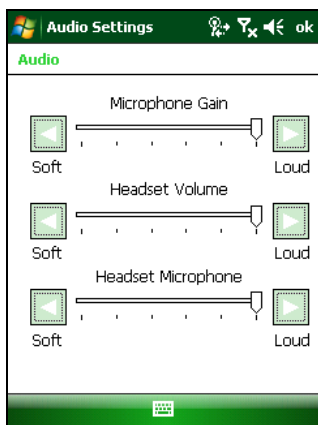 Audio Settings ok
Audio
Microphone Gain
Soft Loud
Headset Volume
Soft Loud
Headset Microphone
Soft Loud